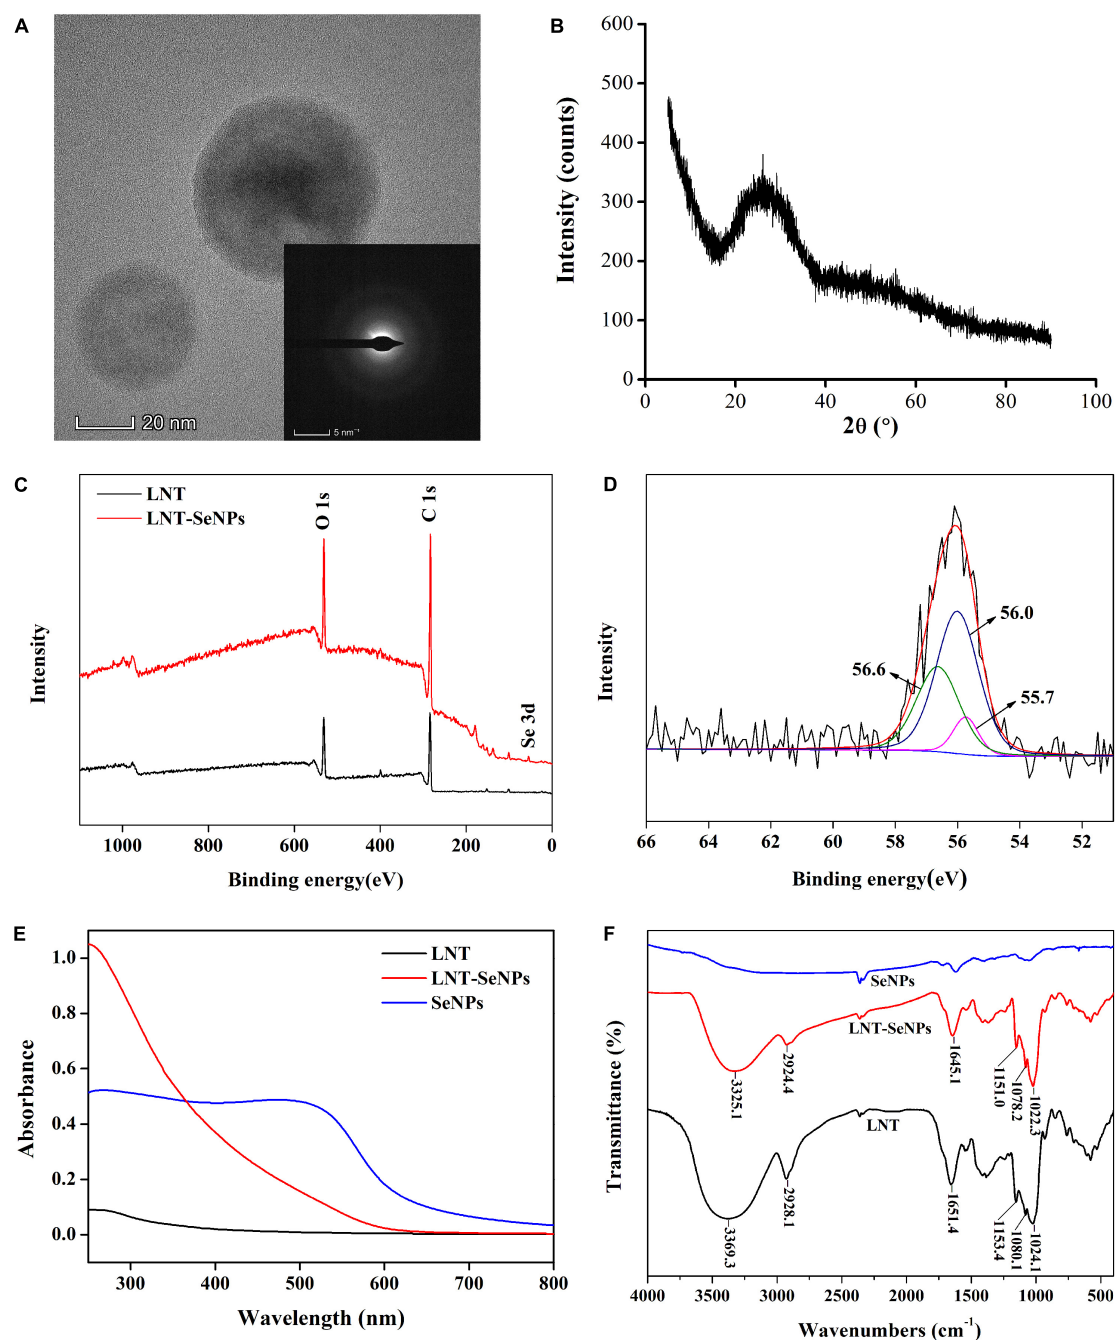 A
20 nm
5 nm⁻¹
B
600
500
400
300
200
100
0
0 20 40 60 80 100
Intensity (counts)
2θ (°)
C
LNT
LNT-SeNPs
O 1s
C 1s
Se 3d
Intensity
1000 800 600 400 200 0
Binding energy(eV)
D
56.0
56.6
55.7
Intensity
66 64 62 60 58 56 54 52
Binding energy(eV)
E
LNT
LNT-SeNPs
SeNPs
1.0
0.8
0.6
0.4
0.2
0.0
Absorbance
300 400 500 600 700 800
Wavelength (nm)
F
SeNPs
LNT-SeNPs
3325.1
2924.4
1645.1
1151.0
1078.2
1022.3
LNT
3369.3
2928.1
1651.4
1153.4
1080.1
1024.1
Transmittance (%)
4000 3500 3000 2500 2000 1500 1000 400
Wavenumbers (cm⁻¹)